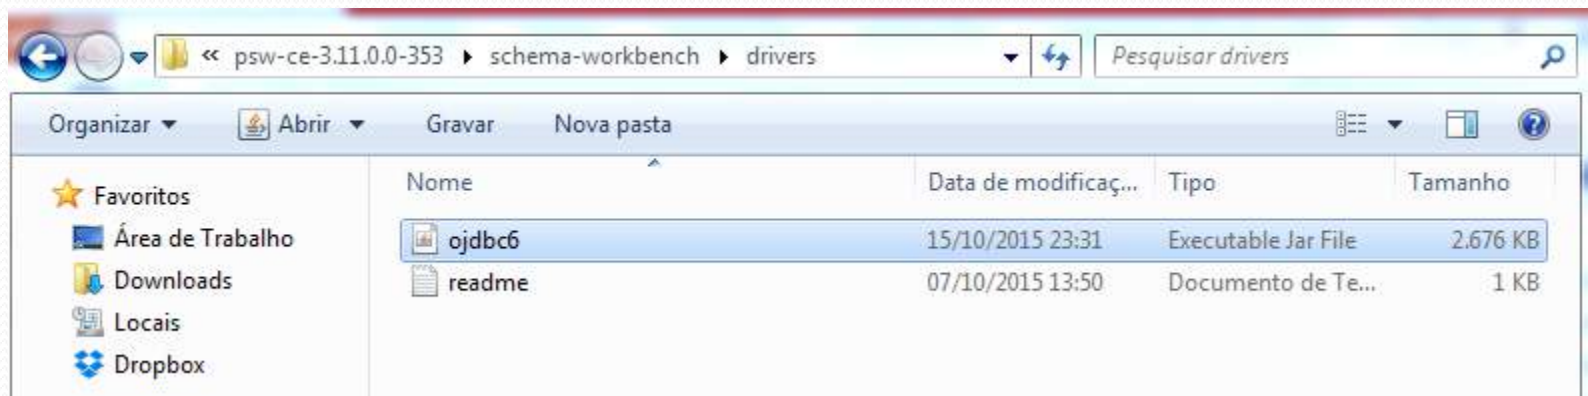 « psw-ce-3.11.0.0-353 ▸ schema-workbench ▸ drivers Pesquisar drivers
Organizar Abrir Gravar Nova pasta
Favoritos Nome Data de modificaç... Tipo Tamanho
Área de Trabalho ojdbc6 15/10/2015 23:31 Executable Jar File 2.676 KB
Downloads readme 07/10/2015 13:50 Documento de Te... 1 KB
Locais
Dropbox